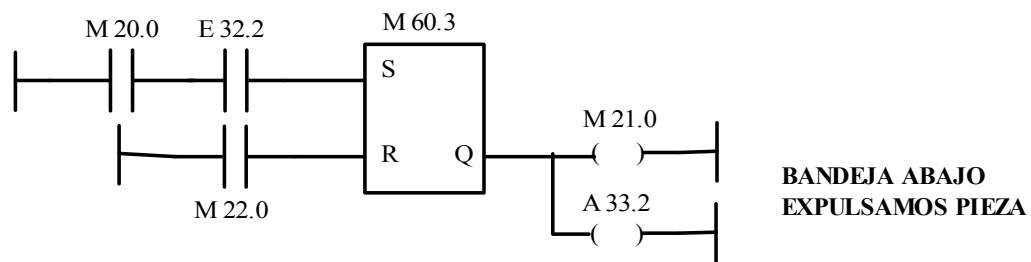 M 20.0 E 32.2 M 60.3
S
M 21.0
R Q
BANDEJA ABAJO
EXPULSAMOS PIEZA
M 22.0 A 33.2
( )
( )